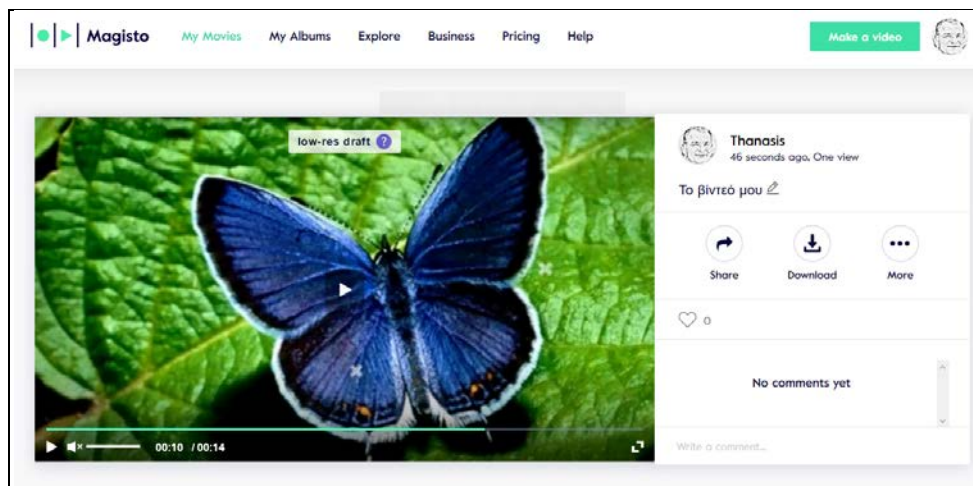 Magisto My Movies My Albums Explore Business Pricing Help Make a video
low-res draft ?
Thanasis
46 seconds ago, One view
Το βίντεό μου
Share Download More
0
No comments yet
00:10 / 00:14
Write a comment...